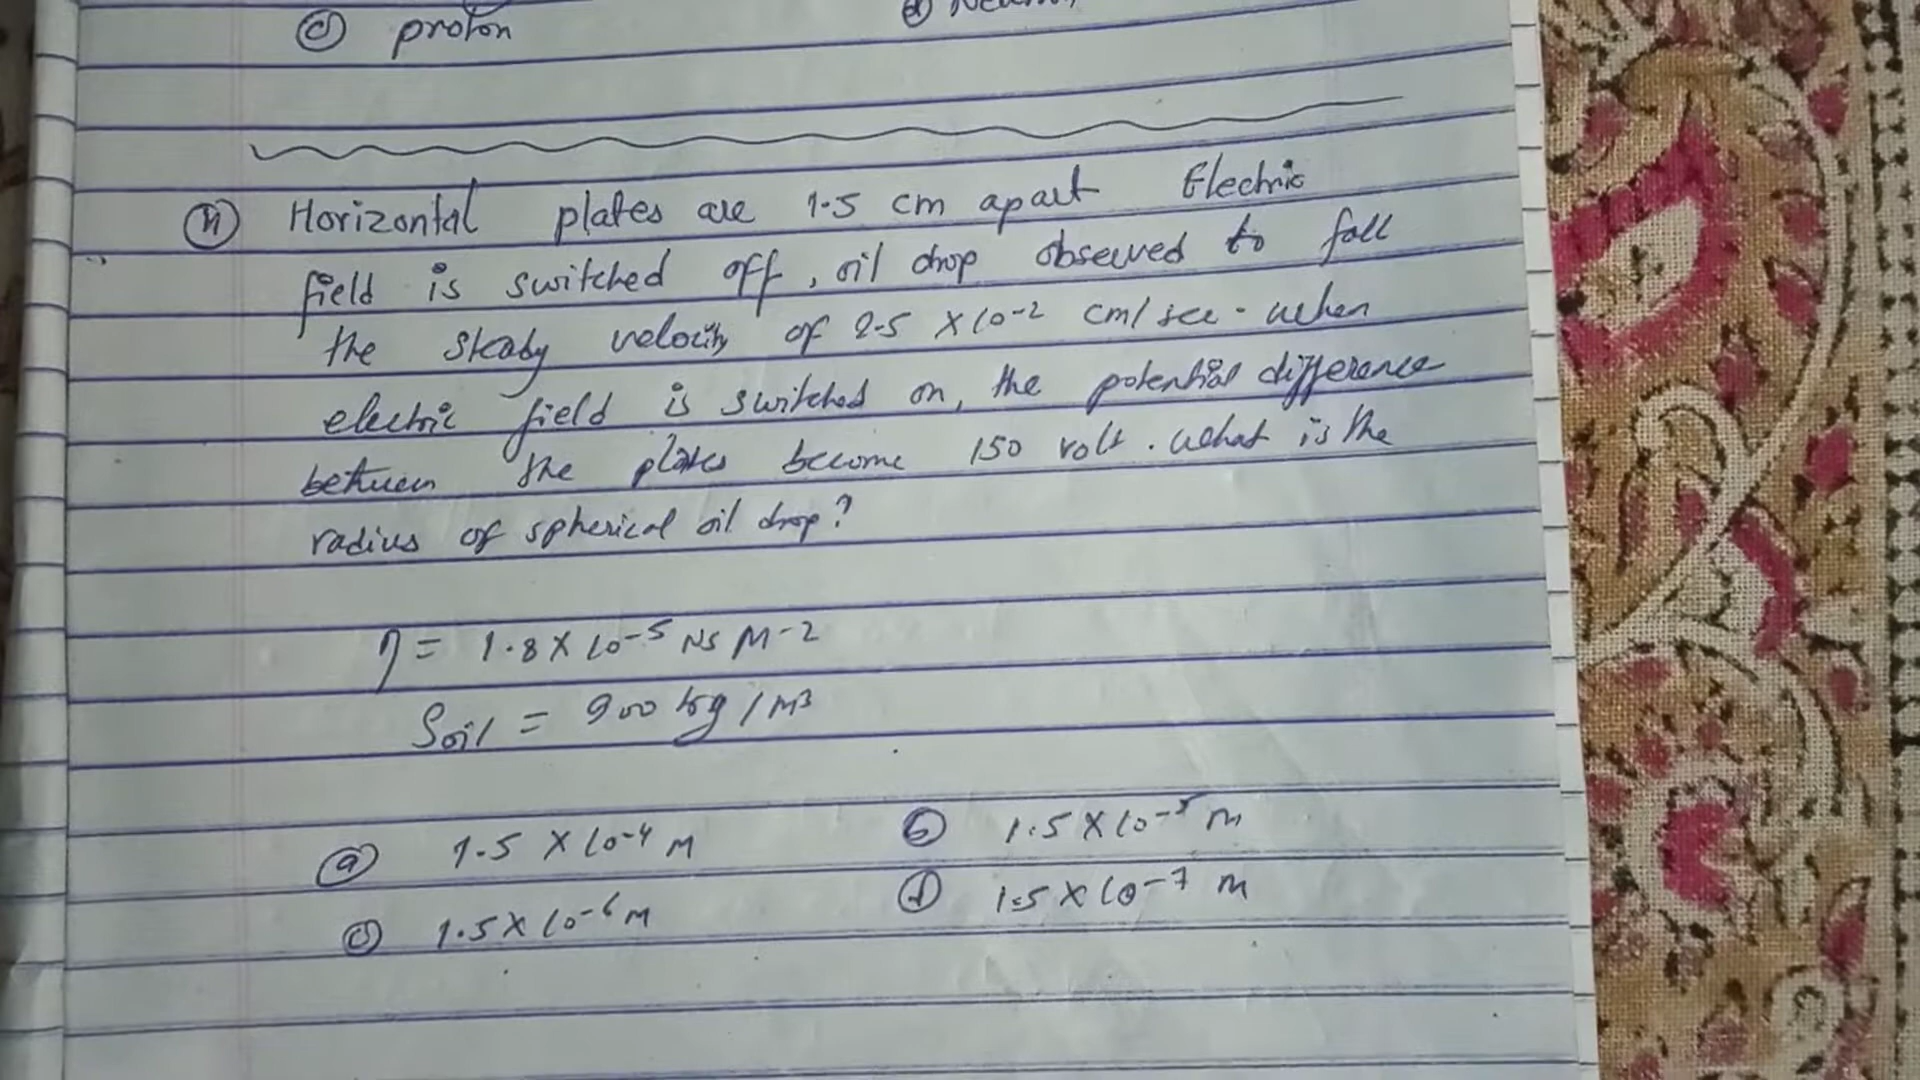 c) proton
d) Neutron
n) Horizontal plates are 1.5 cm apart Electric
field is switched off, oil drop observed to fall
the steady velocity of 2.5 × 10-2 cm/sec. when
electric field is switched on, the potential difference
between the plates become 150 volt. what is the
radius of spherical oil drop?
η = 1.8 × 10-5 NS M-2
ρoil = 900 kg / M3
a) 1.5 × 10-4 M
b) 1.5 × 10-5 m
c) 1.5 × 10-6 M
d) 1.5 × 10-7 m